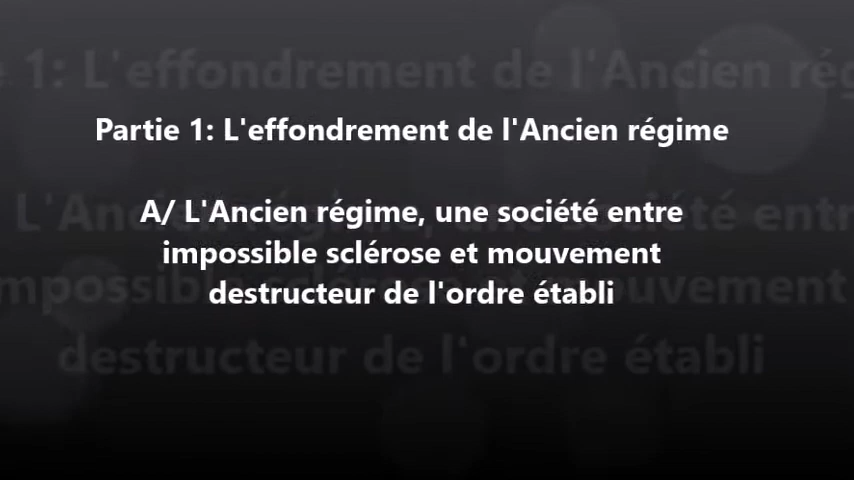 Partie 1: L'effondrement de l'Ancien régime
A/ L'Ancien régime, une société entre
impossible sclérose et mouvement
destructeur de l'ordre établi